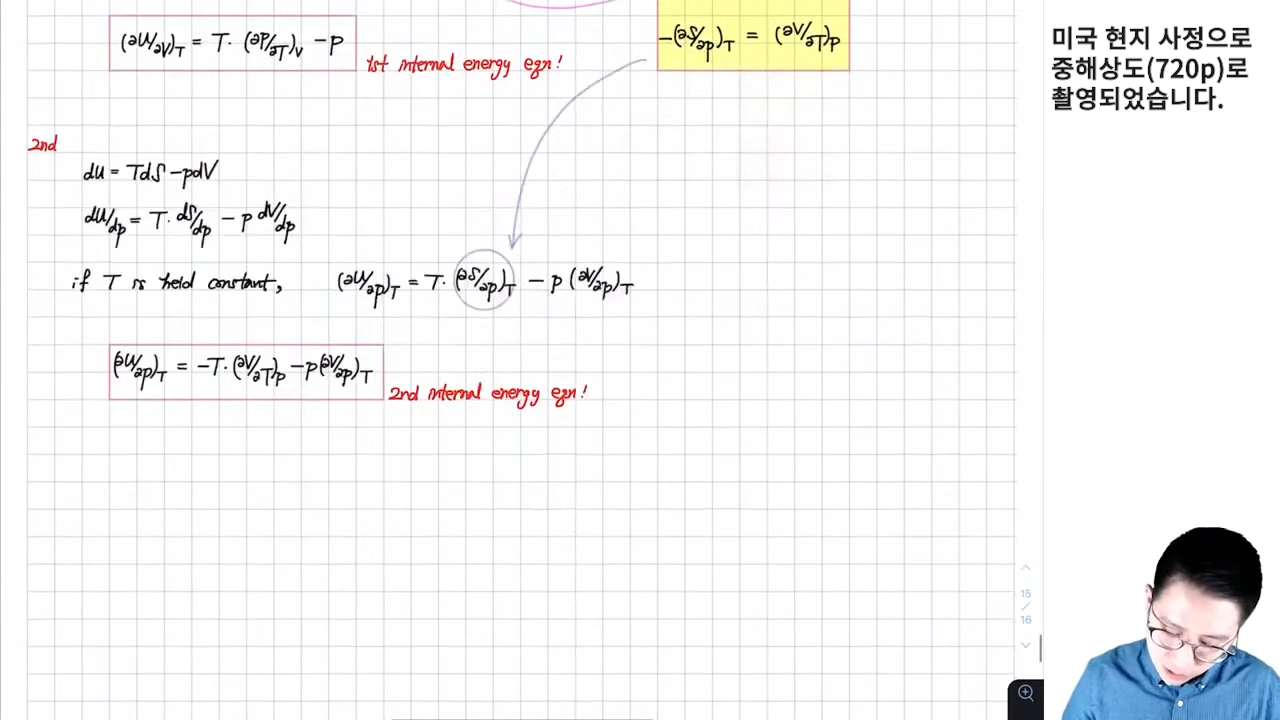 (∂U/∂V)_T = T·(∂P/∂T)_V − p
1st internal energy eqn!
−(∂S/∂p)_T = (∂V/∂T)_p
미국 현지 사정으로
중해상도(720p)로
촬영되었습니다.
2nd
dU = TdS − pdV
dU/dp = T·dS/dp − p dV/dp
if T is held constant, (∂U/∂p)_T = T·(∂S/∂p)_T − p(∂V/∂p)_T
(∂U/∂p)_T = −T·(∂V/∂T)_p − p(∂V/∂p)_T
2nd internal energy eqn!
15
/
16